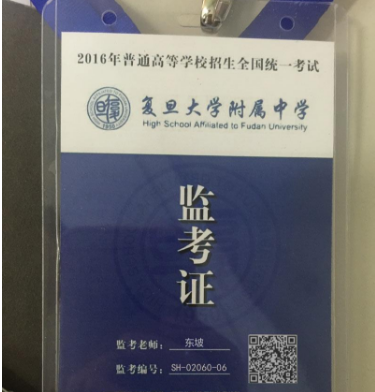 2016年普通高等学校招生全国统一考试
复旦大学附属中学
High School Affiliated to Fudan University
监考证
监考老师： 东坡
监考编号： SH-02060-06